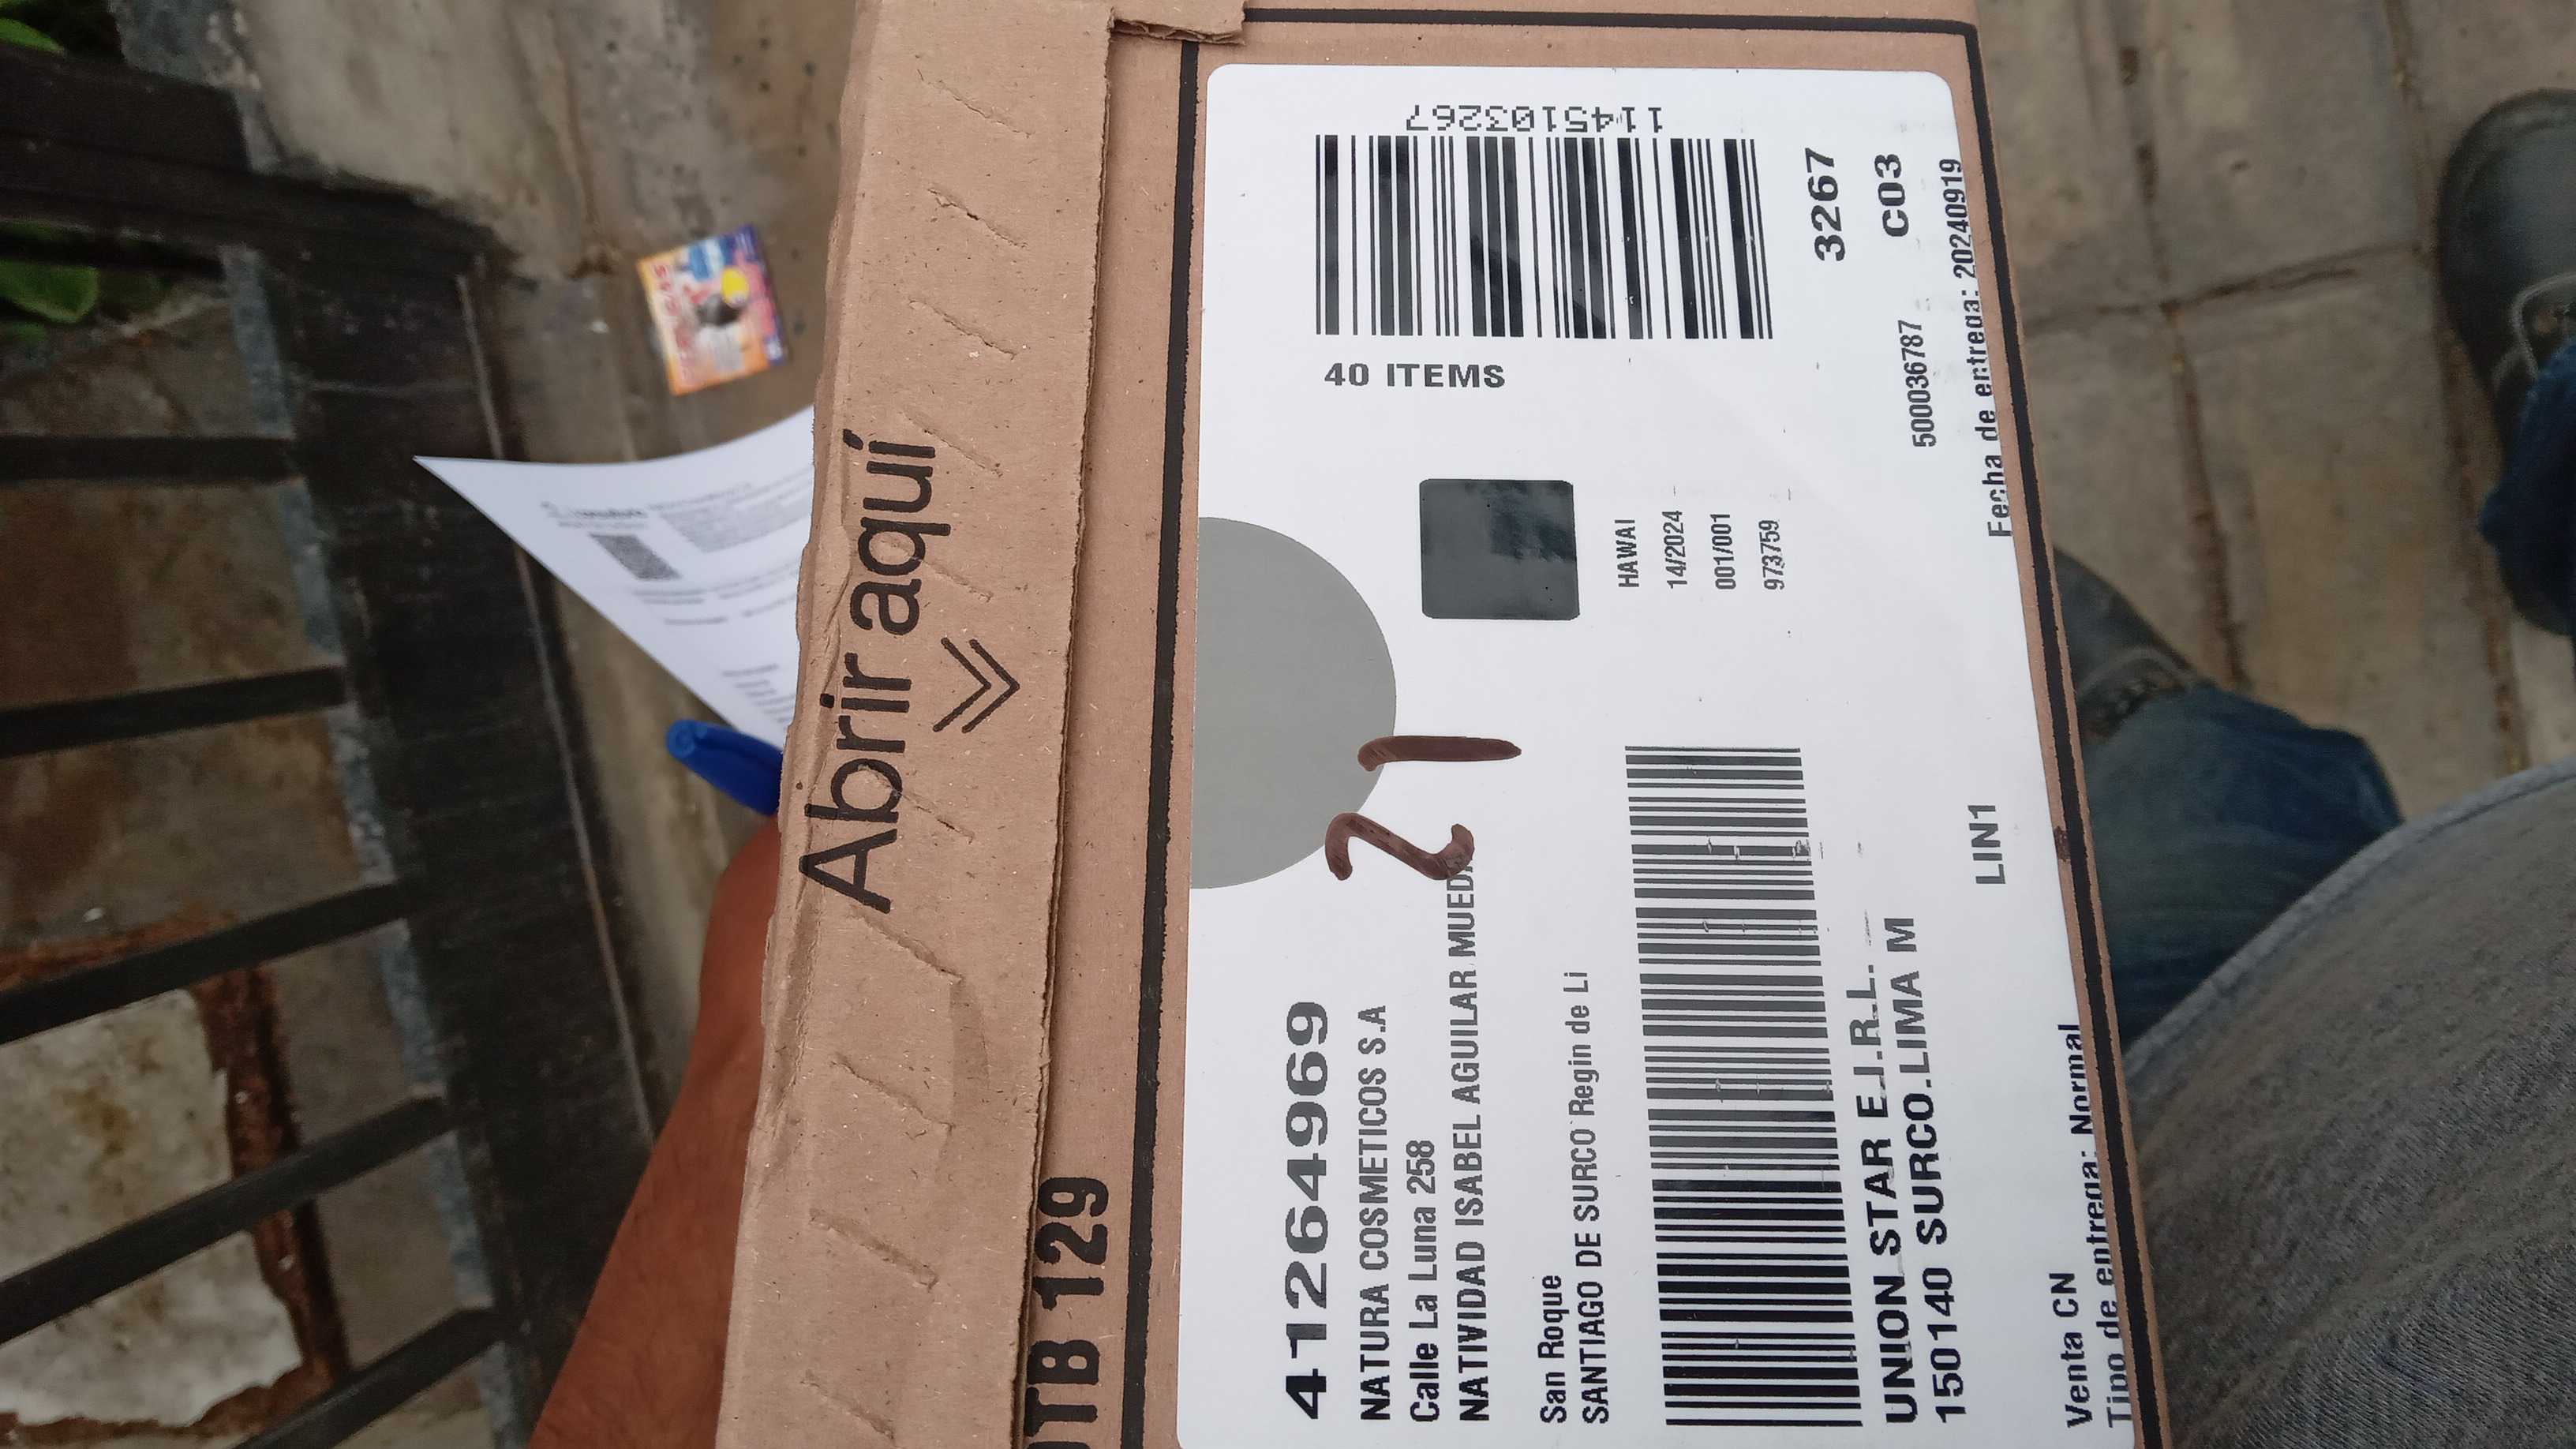 Abrir aquí
OTB 129
41264969
NATURA COSMETICOS S.A
Calle La Luna 258
NATIVIDAD ISABEL AGUILAR MUEDA
21
San Roque
SANTIAGO DE SURCO Regin de Li
UNION STAR E.I.R.L.
150140 SURCO.LIMA M
LIN1
Venta CN
Tipo de entrega: Normal
1145103267
40 ITEMS
HAWAI
14/2024
001/001
973759
3267
C03
500036787
Fecha de entrega: 20240919